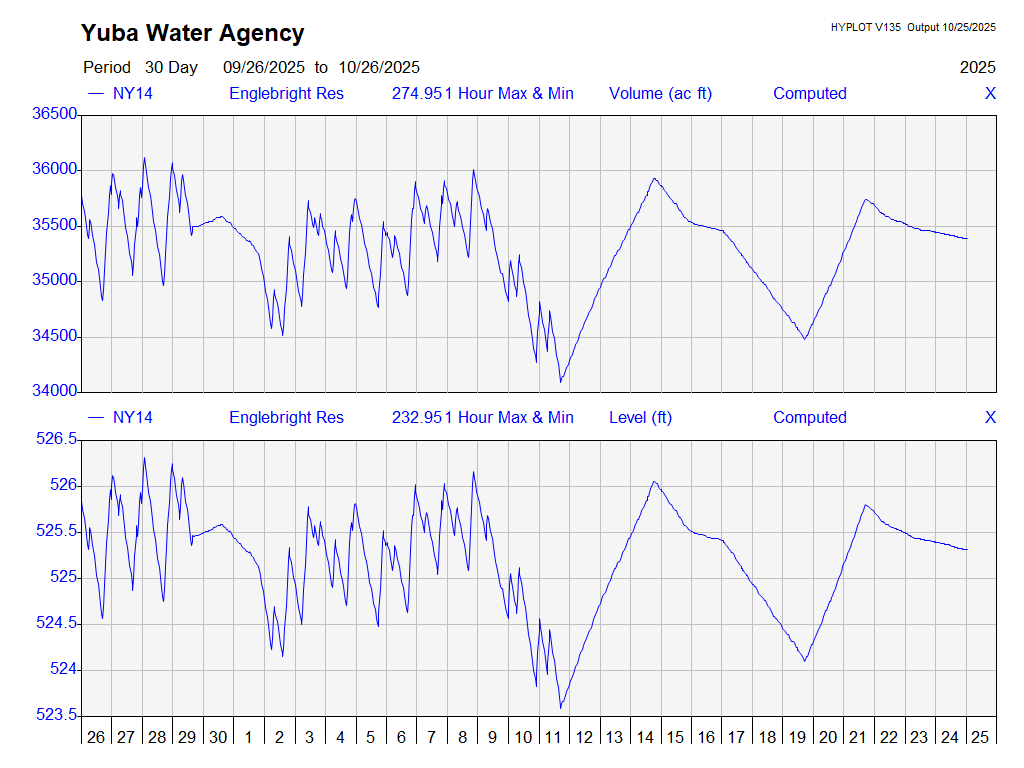 Yuba Water Agency
HYPLOT V135 Output 10/25/2025
Period 30 Day 09/26/2025 to 10/26/2025 2025
NY14 Englebright Res 274.951 Hour Max & Min Volume (ac ft) Computed X
36500
36000
35500
35000
34500
34000
NY14 Englebright Res 232.951 Hour Max & Min Level (ft) Computed X
526.5
526
525.5
525
524.5
524
523.5
26 27 28 29 30 1 2 3 4 5 6 7 8 9 10 11 12 13 14 15 16 17 18 19 20 21 22 23 24 25